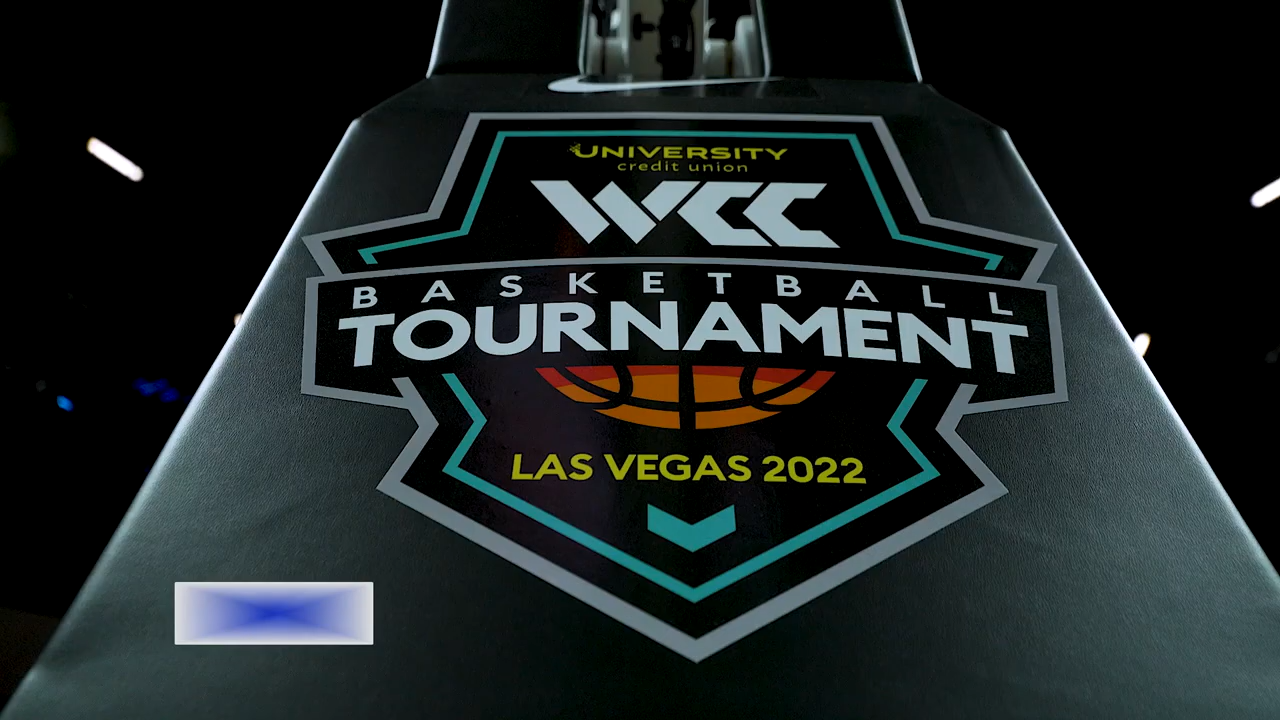 UNIVERSITY
credit union
WCC
BASKETBALL
TOURNAMENT
LAS VEGAS 2022